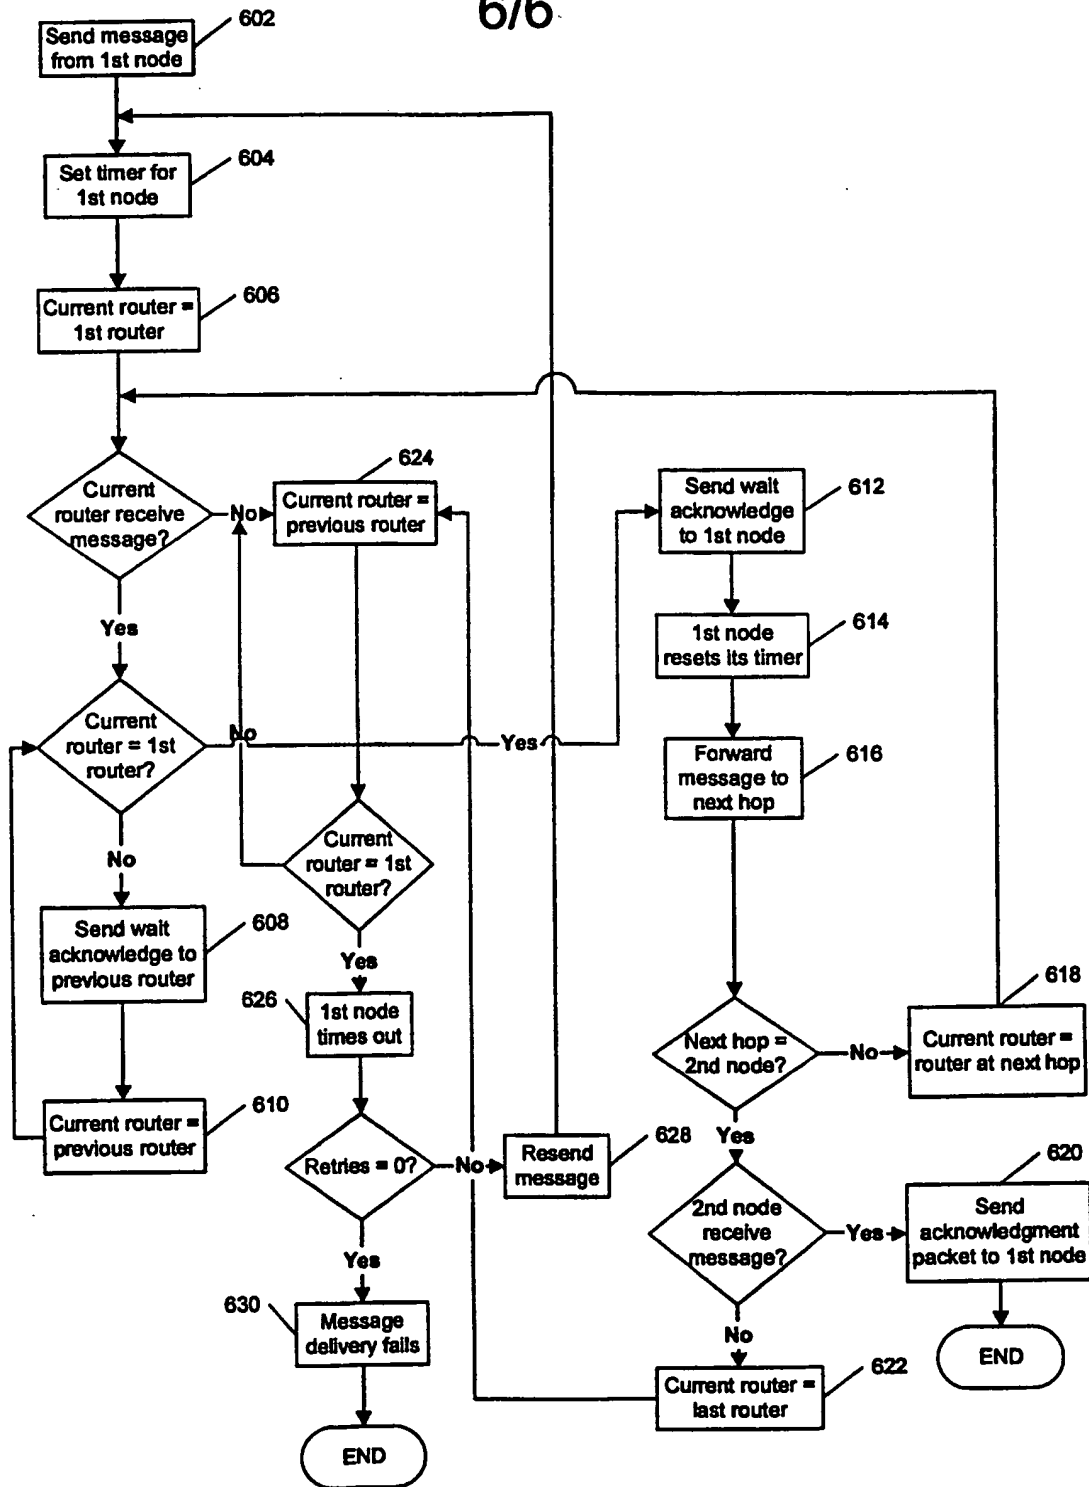 6/6
Send message
from 1st node
602
Set timer for
1st node
604
Current router =
1st router
606
Current
router receive
message?
No
Current router =
previous router
624
Send wait
acknowledge
to 1st node
612
Yes
1st node
resets its timer
614
Current
router = 1st
router?
No
Yes
Forward
message to
next hop
616
Current
router = 1st
router?
No
Send wait
acknowledge to
previous router
608
Yes
626
1st node
times out
618
Next hop =
2nd node?
No
Current router =
router at next hop
Current router =
previous router
610
Retries = 0?
No
Resend
message
628
Yes
620
2nd node
receive
message?
Yes
Send
acknowledgment
packet to 1st node
Yes
630
Message
delivery fails
No
END
Current router =
last router
622
END